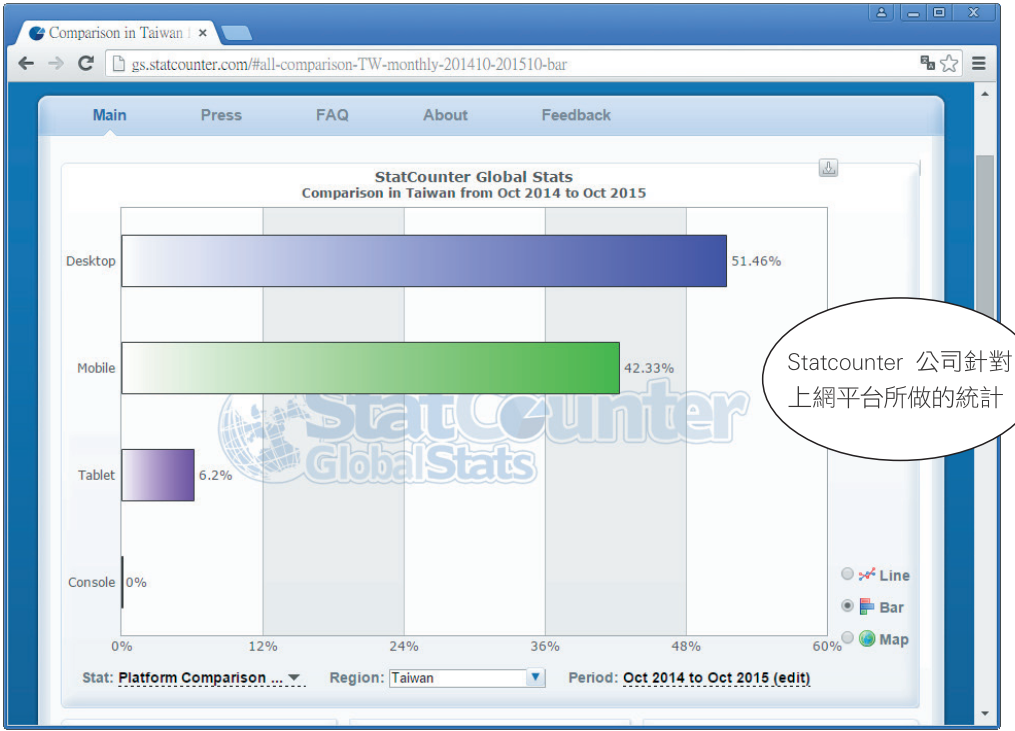 Comparison in Taiwan f
gs.statcounter.com/#all-comparison-TW-monthly-201410-201510-bar
Main Press FAQ About Feedback
StatCounter Global Stats
Comparison in Taiwan from Oct 2014 to Oct 2015
Desktop 51.46%
Mobile 42.33%
Statcounter 公司針對
上網平台所做的統計
StatCounter
GlobalStats
Tablet 6.2%
Console 0%
Line
Bar
Map
0% 12% 24% 36% 48% 60%
Stat: Platform Comparison ... Region: Taiwan Period: Oct 2014 to Oct 2015 (edit)